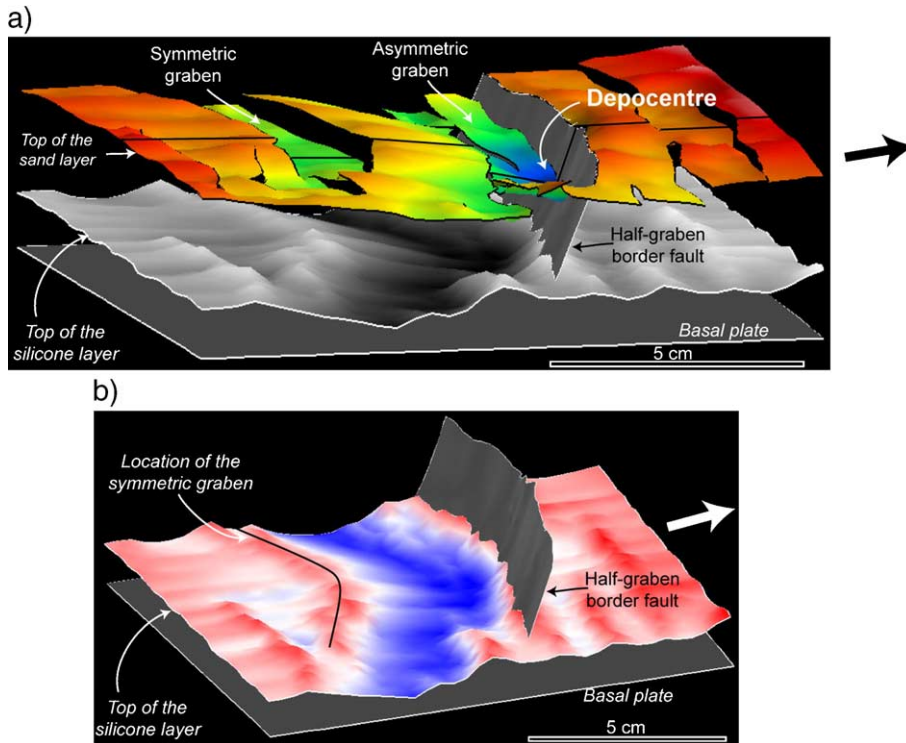 a)
Symmetric
graben
Asymmetric
graben
Depocentre
Top of the
sand layer
Half-graben
border fault
Top of the
silicone layer
Basal plate
5 cm
b)
Location of the
symmetric graben
Half-graben
border fault
Top of the
silicone layer
Basal plate
5 cm